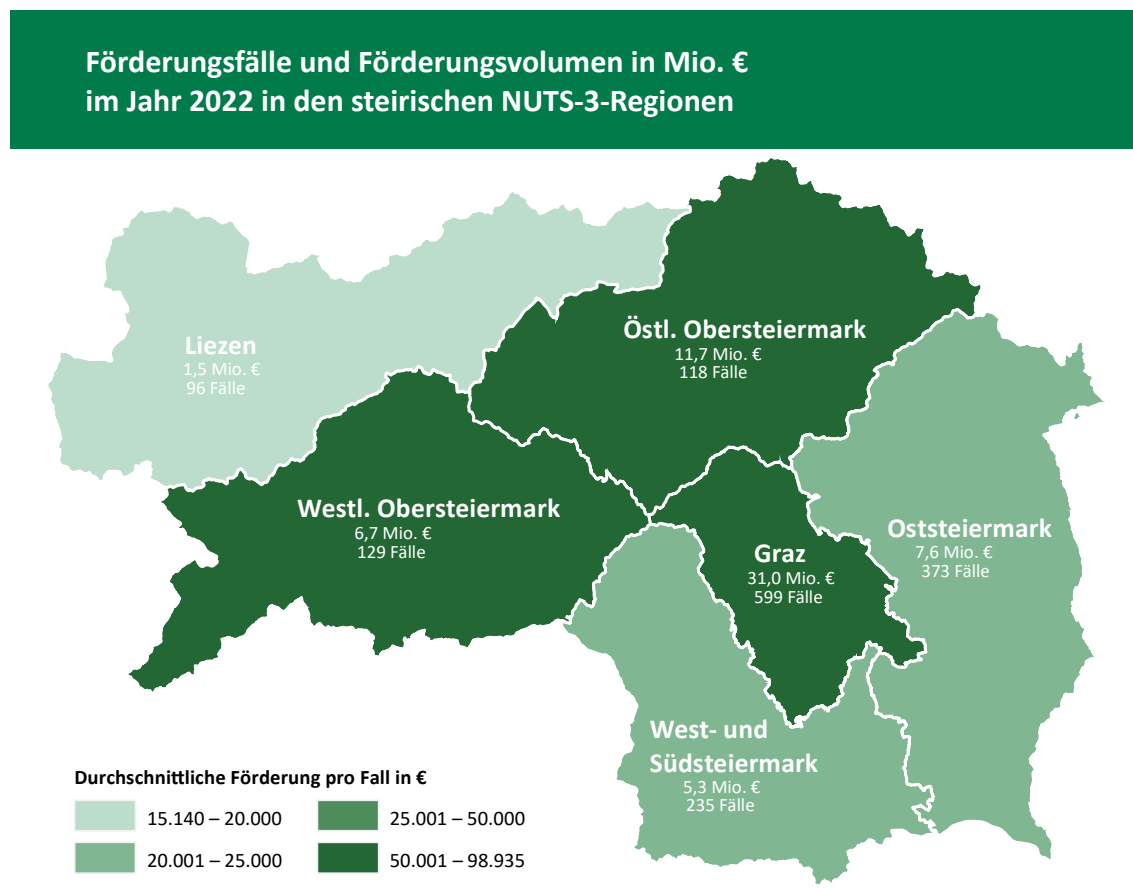 Förderungsfälle und Förderungsvolumen in Mio. €
im Jahr 2022 in den steirischen NUTS-3-Regionen
Liezen
1,5 Mio. €
96 Fälle
Östl. Obersteiermark
11,7 Mio. €
118 Fälle
Westl. Obersteiermark
6,7 Mio. €
129 Fälle
Graz
31,0 Mio. €
599 Fälle
Oststeiermark
7,6 Mio. €
373 Fälle
West- und
Südsteiermark
5,3 Mio. €
235 Fälle
Durchschnittliche Förderung pro Fall in €
15.140 – 20.000
20.001 – 25.000
25.001 – 50.000
50.001 – 98.935